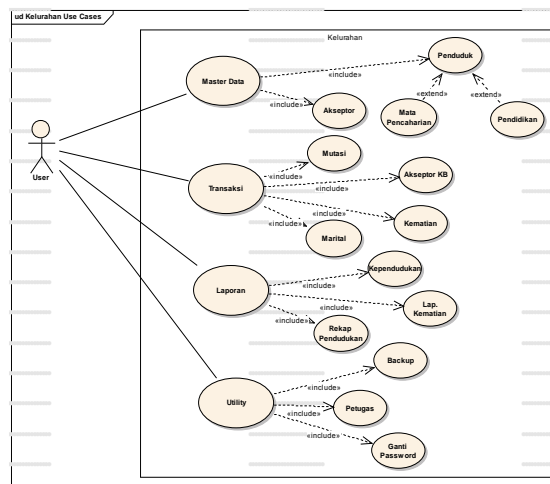 ud Kelurahan Use Cases
Kelurahan
Master Data
«include»
Penduduk
«include»
Akseptor
«extend»
«extend»
Mata
Pencaharian
Pendidikan
User
Transaksi
Mutasi
«include»
«include»
Akseptor KB
«include»
Kematian
«include»
Marital
Laporan
Kependudukan
«include»
«include»
Lap.
Kematian
«include»
Rekap
Pendudukan
Utility
Backup
«include»
Petugas
«include»
«include»
Ganti
Password